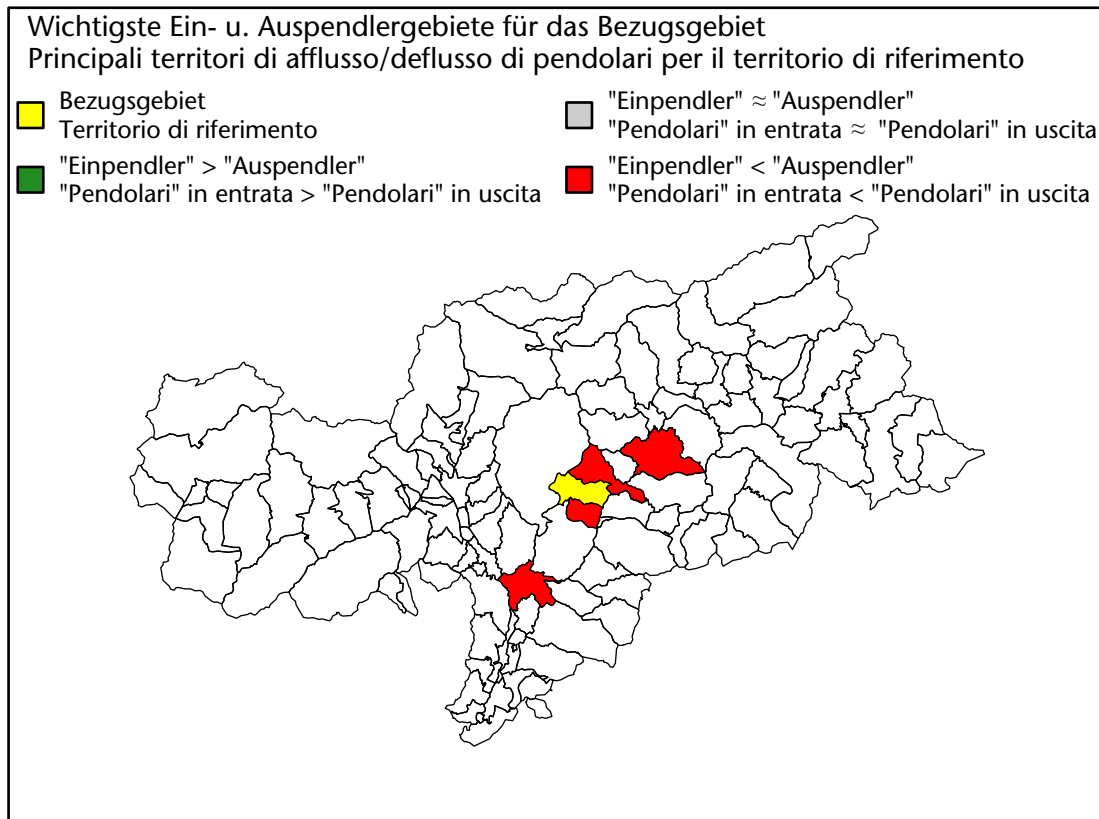 Wichtigste Ein- u. Auspendlergebiete für das Bezugsgebiet
Principali territori di afflusso/deflusso di pendolari per il territorio di riferimento
Bezugsgebiet
Territorio di riferimento
"Einpendler" > "Auspendler"
"Pendolari" in entrata > "Pendolari" in uscita
"Einpendler" ≈ "Auspendler"
"Pendolari" in entrata ≈ "Pendolari" in uscita
"Einpendler" < "Auspendler"
"Pendolari" in entrata < "Pendolari" in uscita